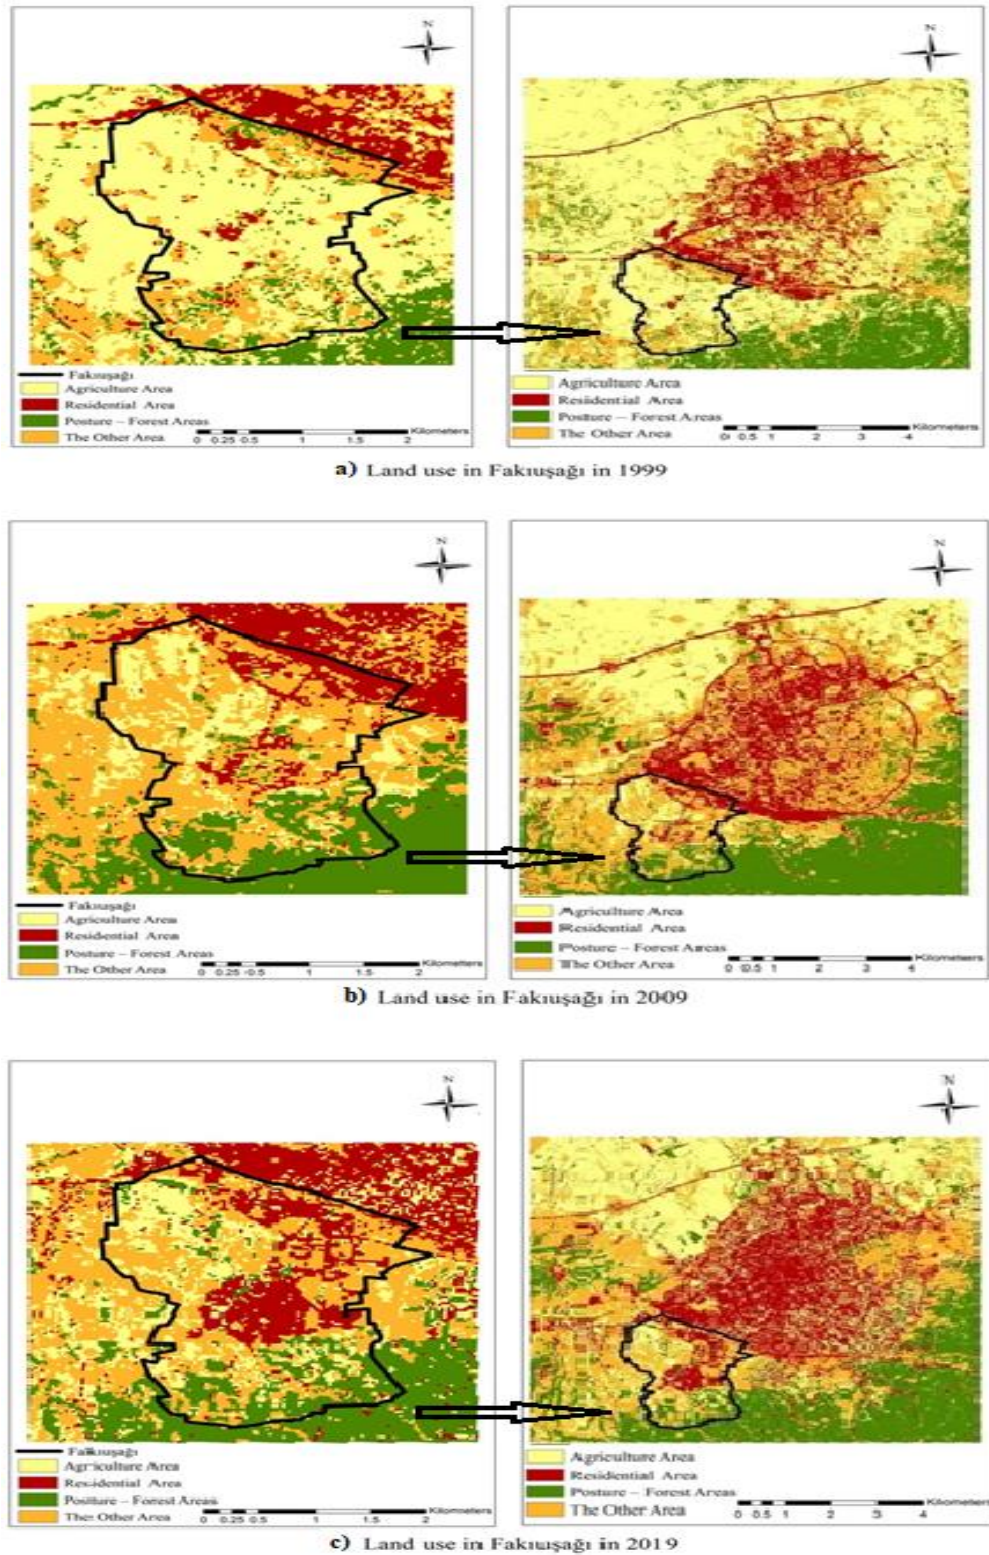 N
N
Fakıuşağı
Agriculture Area
Residential Area
Posture – Forest Areas
The Other Area
0 0.25 0.5 1 1.5 2 Kilometers
Agriculture Area
Residential Area
Posture – Forest Areas
The Other Area
0 0.5 1 2 3 4 Kilometers
a) Land use in Fakıuşağı in 1999
N
N
Fakıuşağı
Agriculture Area
Residential Area
Posture – Forest Areas
The Other Area
0 0.25 0.5 1 1.5 2 Kilometers
Agriculture Area
Residential Area
Posture – Forest Areas
The Other Area
0 0.5 1 2 3 4 Kilometers
b) Land use in Fakıuşağı in 2009
N
N
Fakıuşağı
Agriculture Area
Residential Area
Posture – Forest Areas
The Other Area
0 0.25 0.5 1 1.5 2 Kilometers
Agriculture Area
Residential Area
Posture – Forest Areas
The Other Area
0 0.5 1 2 3 4 Kilometers
c) Land use in Fakıuşağı in 2019